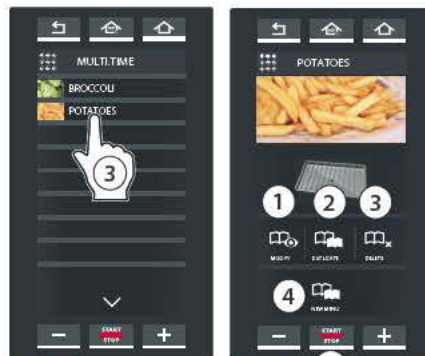 MULTI.TIME
BROCCOLI
POTATOES
3
START
STOP
POTATOES
1
2
3
MODIFY
DUPLICATE
DELETE
4
NEW MENU
START
STOP